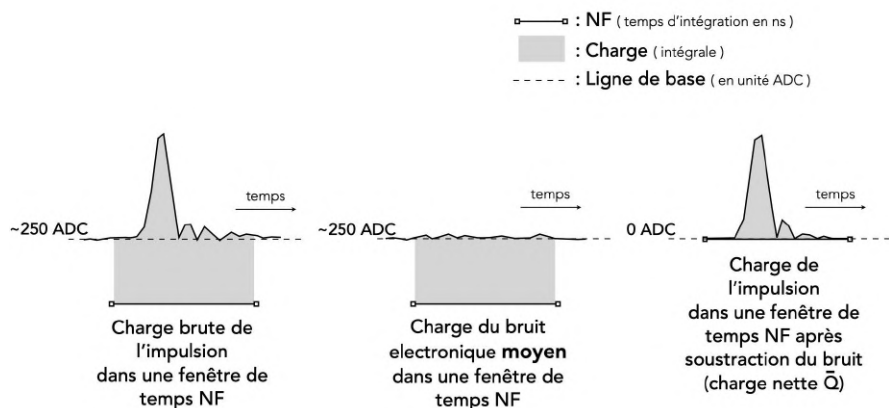 : NF ( temps d'intégration en ns )
: Charge ( intégrale )
: Ligne de base ( en unité ADC )
temps
temps
temps
~250 ADC
~250 ADC
0 ADC
Charge brute de
l'impulsion
dans une fenêtre de
temps NF
Charge du bruit
electronique moyen
dans une fenêtre de
temps NF
Charge de
l'impulsion
dans une fenêtre de
temps NF après
soustraction du bruit
(charge nette Q̄)